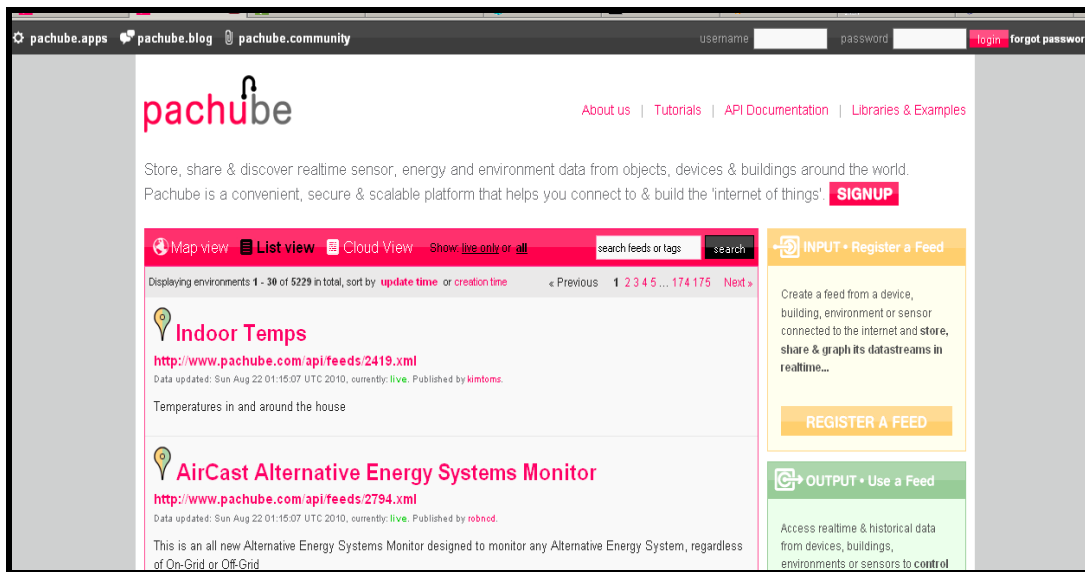 pachube.apps pachube.blog pachube.community username password login forgot passwor
pachube
About us | Tutorials | API Documentation | Libraries & Examples
Store, share & discover realtime sensor, energy and environment data from objects, devices & buildings around the world.
Pachube is a convenient, secure & scalable platform that helps you connect to & build the 'internet of things'. SIGNUP
Map view List view Cloud View Show: live only or all search feeds or tags search
Displaying environments 1 - 30 of 5229 in total, sort by update time or creation time « Previous 1 2 3 4 5 ... 174 175 Next »
Indoor Temps
http://www.pachube.com/api/feeds/2419.xml
Data updated: Sun Aug 22 01:15:07 UTC 2010, currently: live. Published by kimtoms.
Temperatures in and around the house
AirCast Alternative Energy Systems Monitor
http://www.pachube.com/api/feeds/2794.xml
Data updated: Sun Aug 22 01:15:07 UTC 2010, currently: live. Published by robncd.
This is an all new Alternative Energy Systems Monitor designed to monitor any Alternative Energy System, regardless
of On-Grid or Off-Grid
INPUT • Register a Feed
Create a feed from a device,
building, environment or sensor
connected to the internet and store,
share & graph its datastreams in
realtime...
REGISTER A FEED
OUTPUT • Use a Feed
Access realtime & historical data
from devices, buildings,
environments or sensors to control